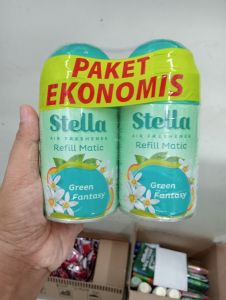 PAKET
EKONOMIS
Stella
AIR FRESHENER
Refill Matic
Green
Fantasy
Stella
AIR FRESHENER
Refill Matic
Green
Fantasy